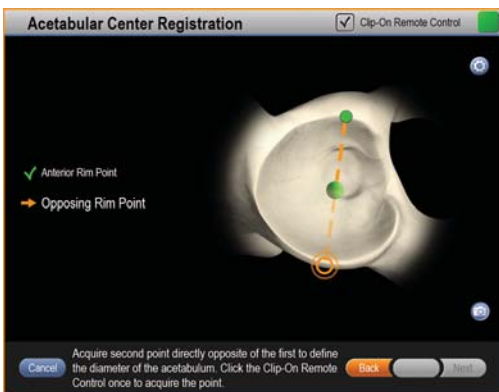 Acetabular Center Registration
Clip-On Remote Control
Anterior Rim Point
Opposing Rim Point
Acquire second point directly opposite of the first to define
the diameter of the acetabulum. Click the Clip-On Remote
Control once to acquire the point.
Cancel
Back
Next